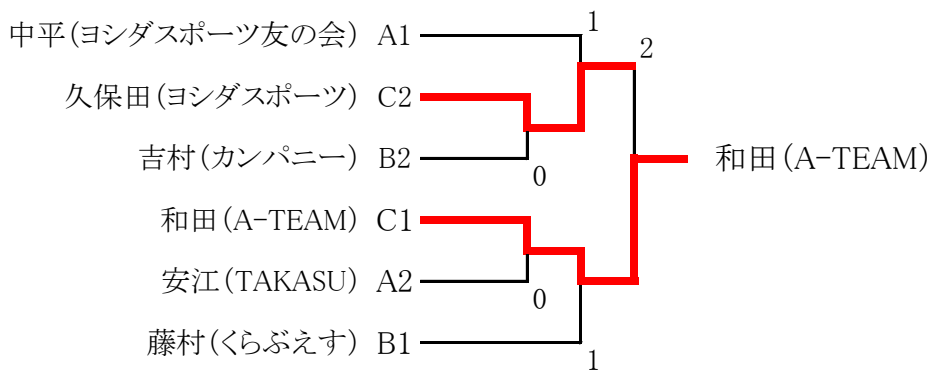 中平(ヨシダスポーツ友の会) A1
1
2
久保田(ヨシダスポーツ) C2
吉村(カンパニー) B2
0
和田(A-TEAM)
和田(A-TEAM) C1
安江(TAKASU) A2
0
藤村(くらぶえす) B1
1